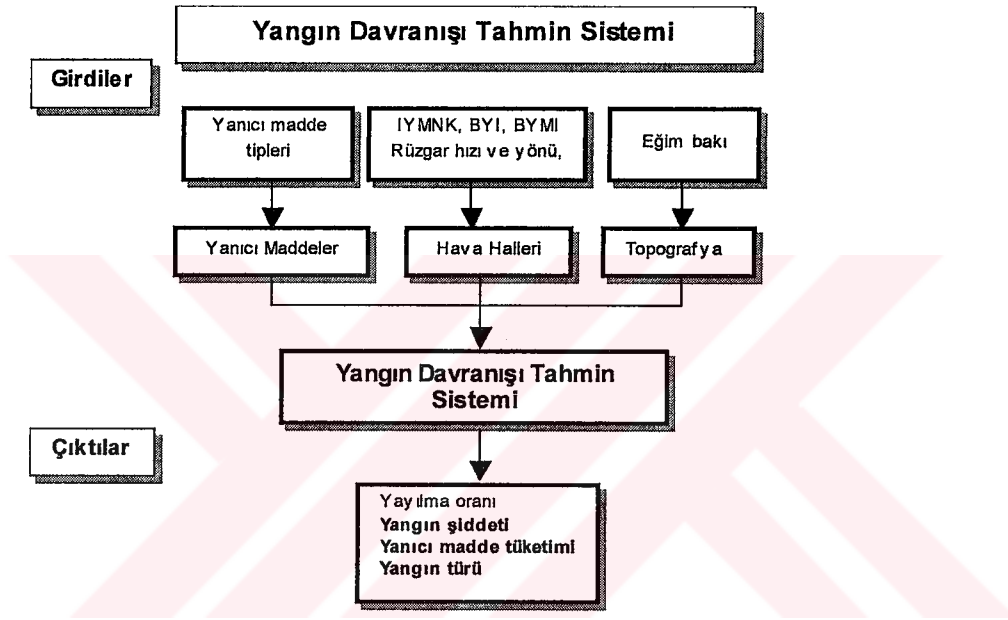 Yangın Davranışı Tahmin Sistemi
Girdiler
Yanıcı madde
tipleri
IYMNK, BYI, BYMI
Rüzgar hızı ve yönü,
Eğim bakı
Yanıcı Maddeler
Hava Halleri
Topografya
Yangın Davranışı Tahmin
Sistemi
Çıktılar
Yayılma oranı
Yangın şiddeti
Yanıcı madde tüketimi
Yangın türü